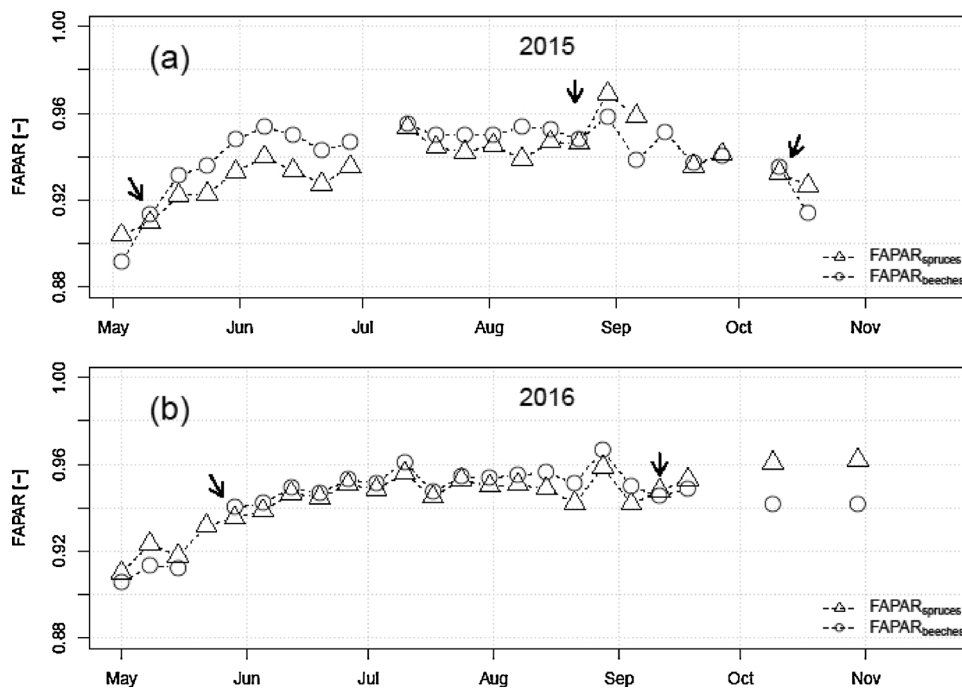 (a)
2015
FAPAR [−]
1.00
0.96
0.92
0.88
FAPARspruces
FAPARbeeches
May Jun Jul Aug Sep Oct Nov
(b)
2016
FAPAR [−]
1.00
0.96
0.92
0.88
FAPARspruces
FAPARbeeches
May Jun Jul Aug Sep Oct Nov